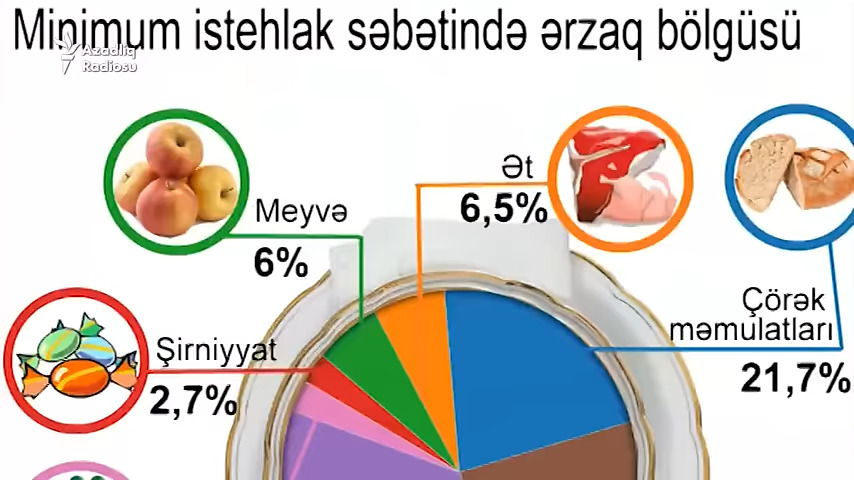 Minimum istehlak səbətində ərzaq bölgüsü
Azadlıq
Radiosu
Ət
6,5%
Meyvə
6%
Çörək
məmulatları
21,7%
Şirniyyat
2,7%